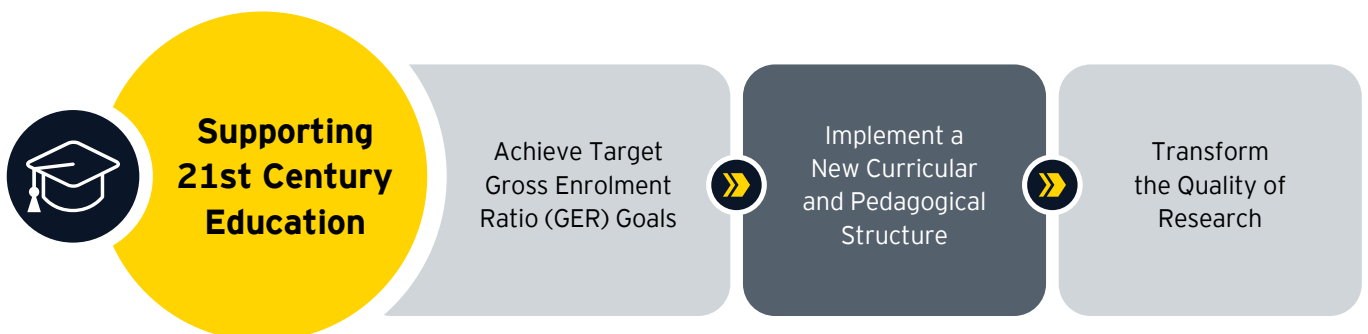 Supporting
21st Century
Education
Achieve Target
Gross Enrolment
Ratio (GER) Goals
Implement a
New Curricular
and Pedagogical
Structure
Transform
the Quality of
Research